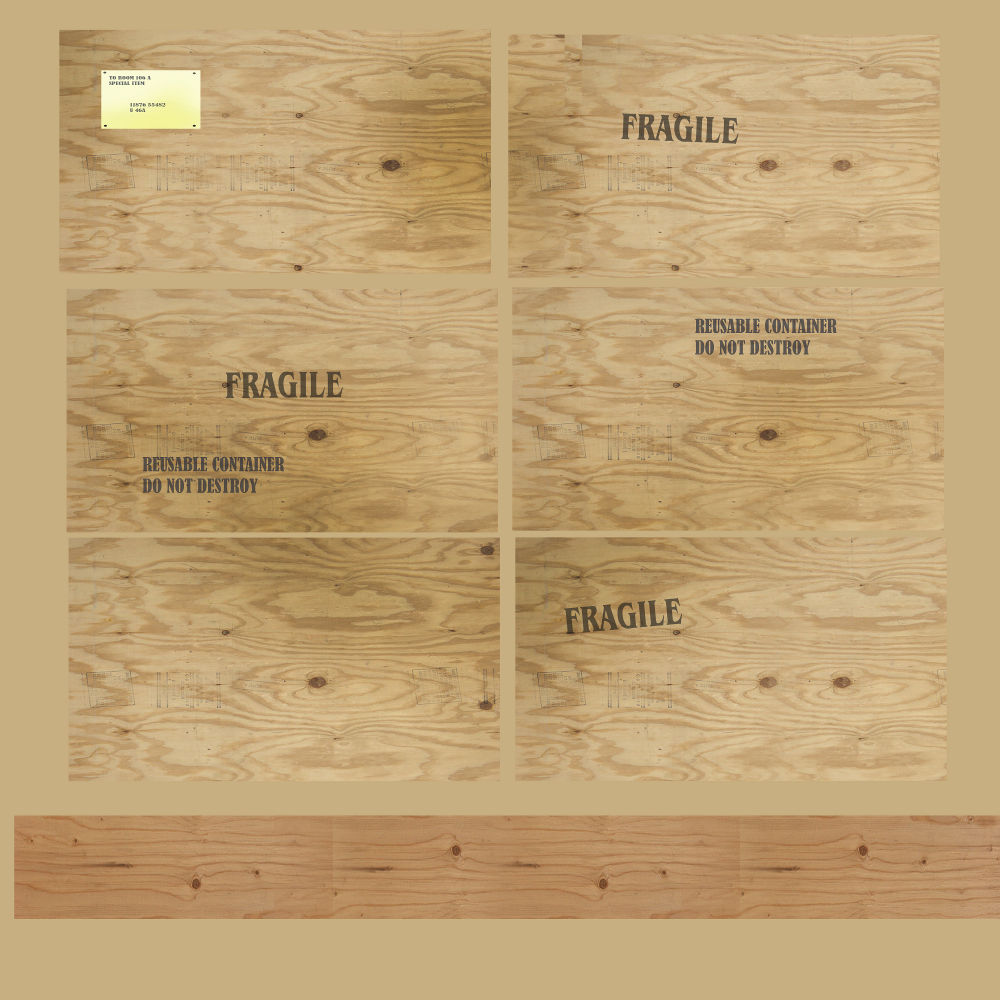 TO ROOM 106 A
SPECIAL ITEM
11876 55482
U 46A
FRAGILE
FRAGILE
REUSABLE CONTAINER
DO NOT DESTROY
REUSABLE CONTAINER
DO NOT DESTROY
FRAGILE